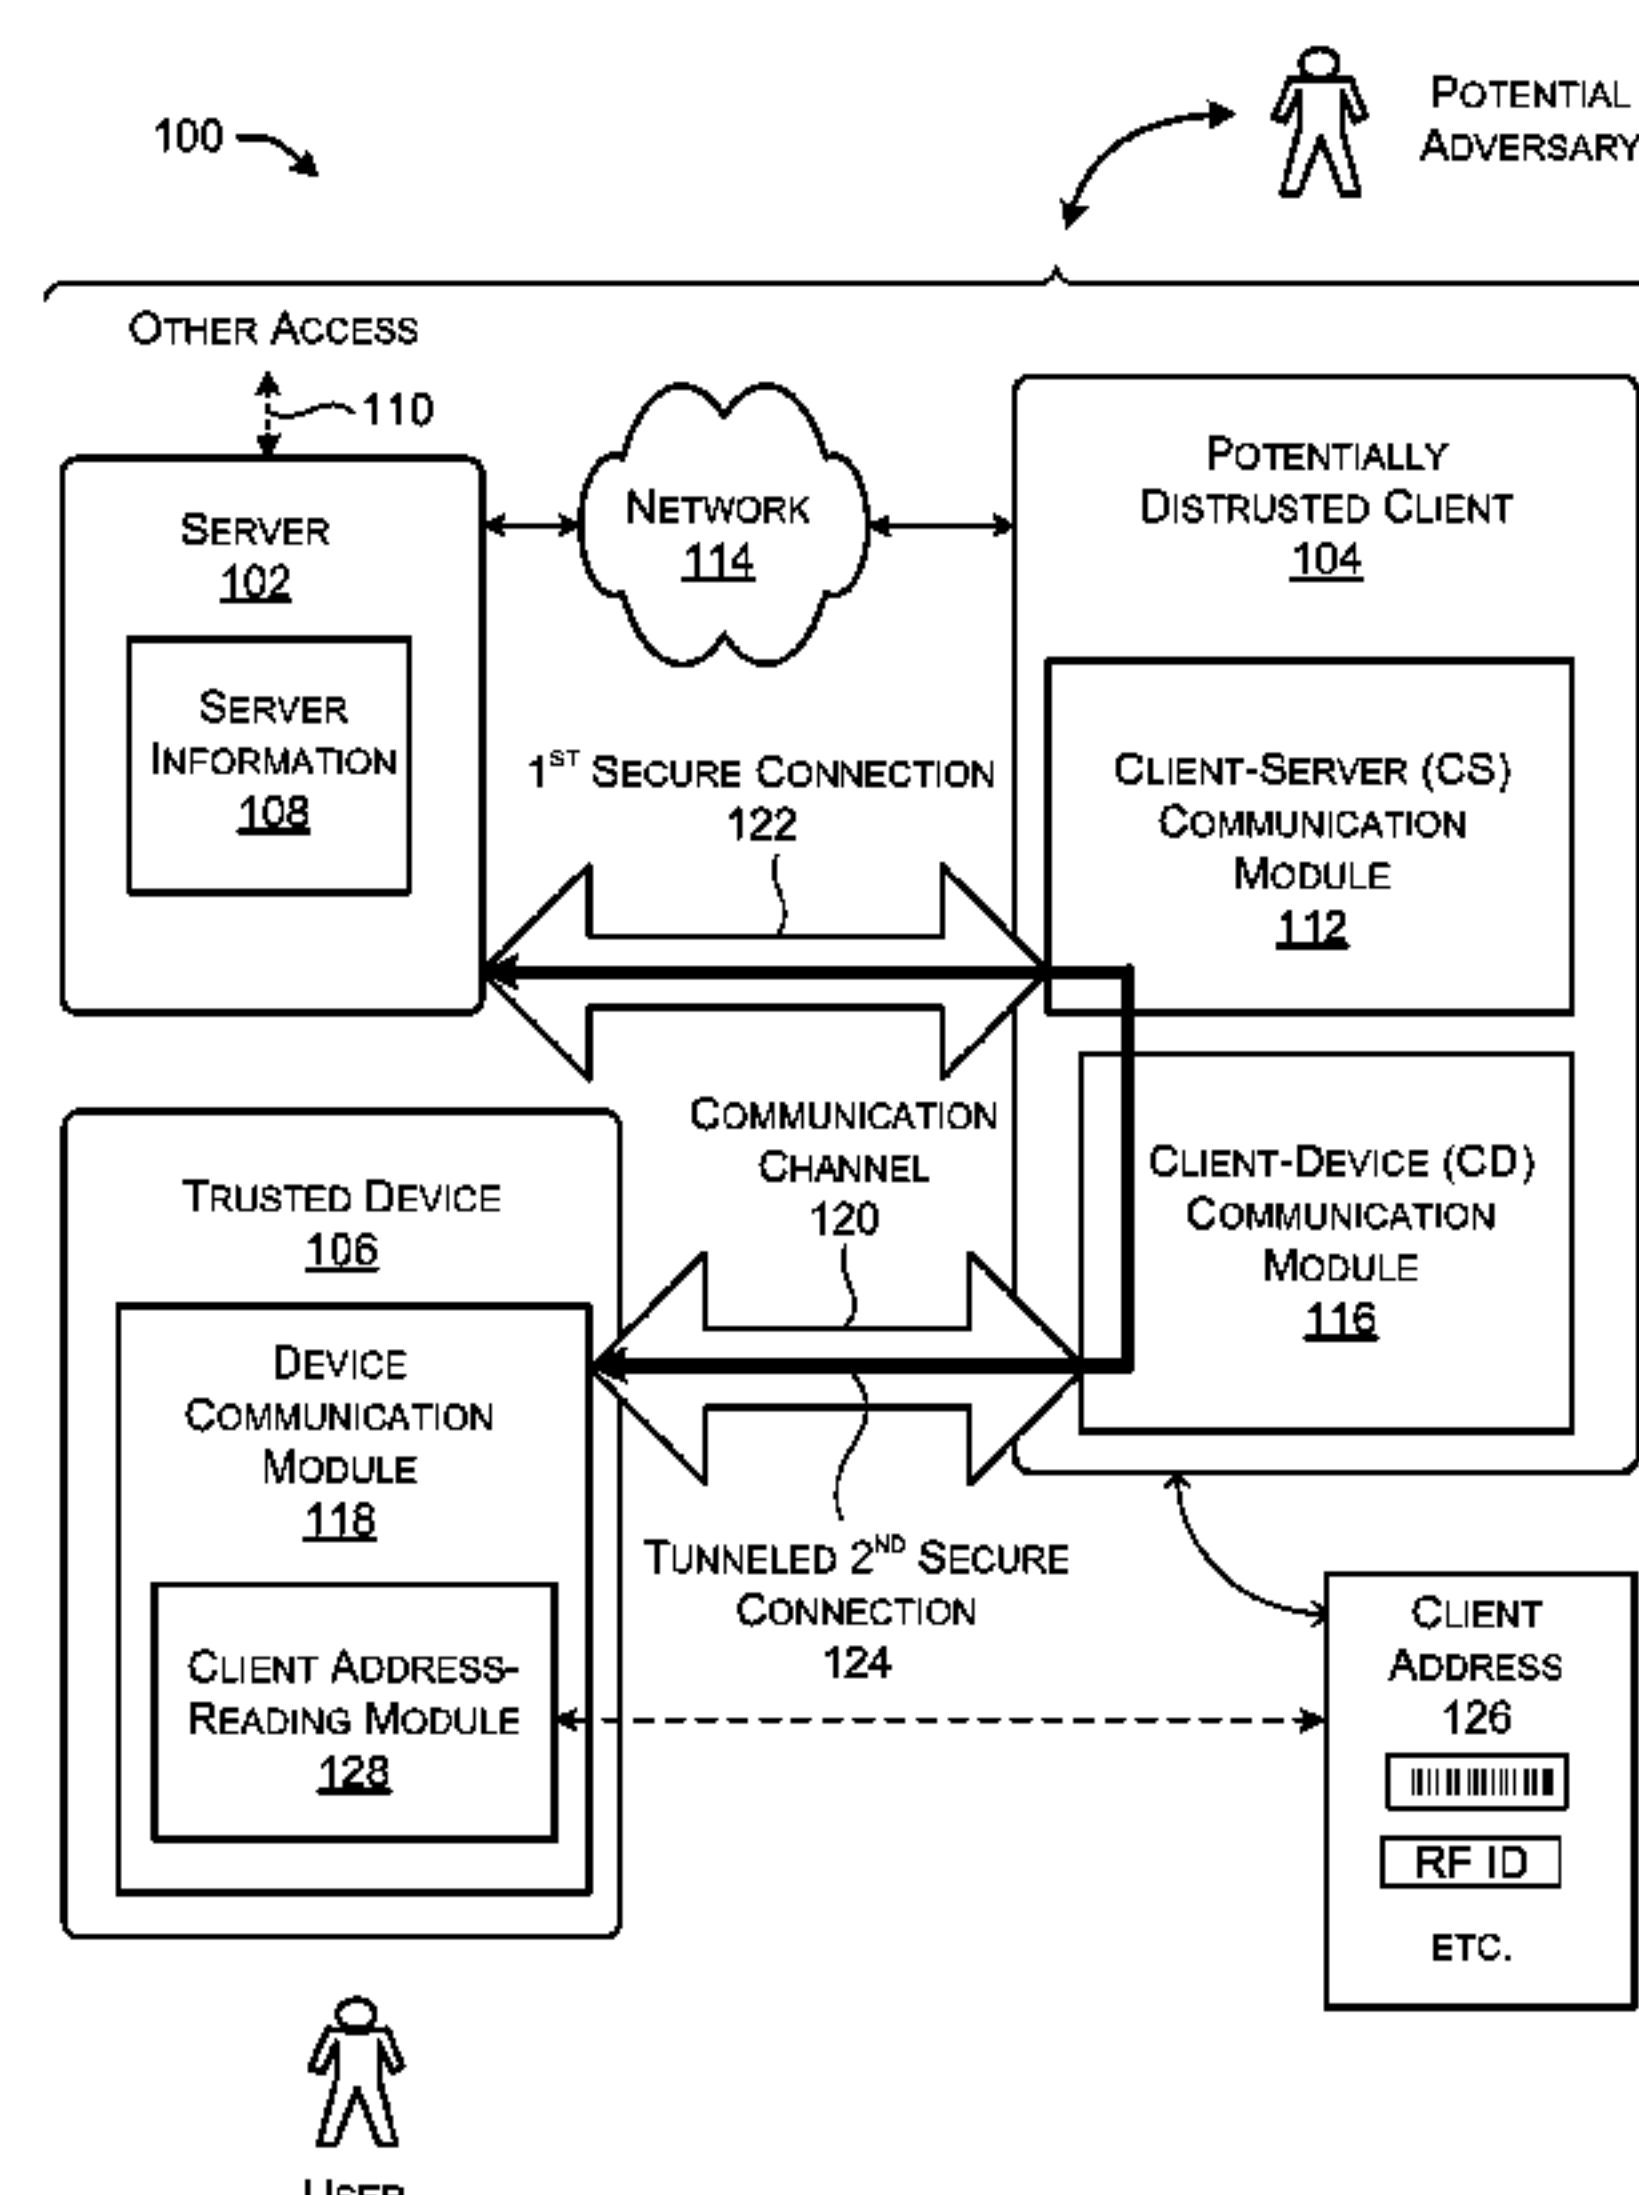 100
POTENTIAL
ADVERSARY
OTHER ACCESS
110
SERVER
102
SERVER
INFORMATION
108
NETWORK
114
POTENTIALLY
DISTRUSTED CLIENT
104
1ST SECURE CONNECTION
122
CLIENT-SERVER (CS)
COMMUNICATION
MODULE
112
COMMUNICATION
CHANNEL
120
CLIENT-DEVICE (CD)
COMMUNICATION
MODULE
116
TRUSTED DEVICE
106
DEVICE
COMMUNICATION
MODULE
118
TUNNELED 2ND SECURE
CONNECTION
124
CLIENT ADDRESS-
READING MODULE
128
CLIENT
ADDRESS
126
RF ID
ETC.
USER